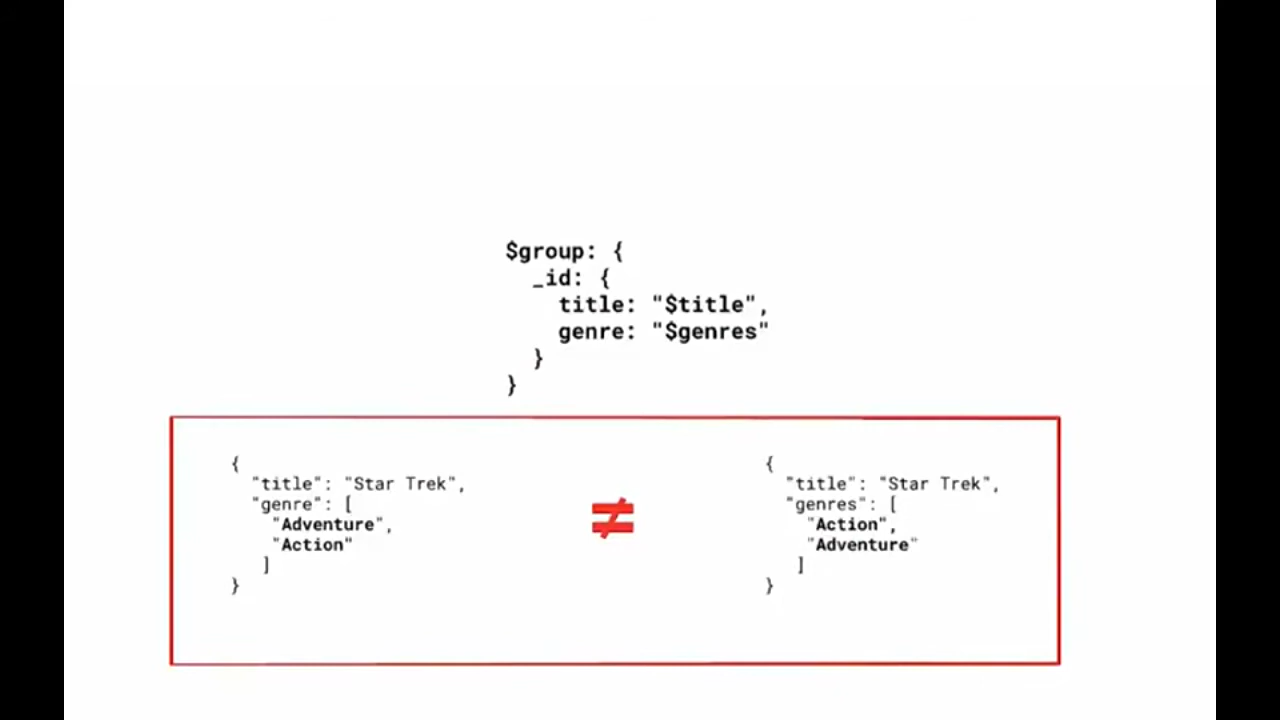 $group: {
_id: {
title: "$title",
genre: "$genres"
}
}
{
"title": "Star Trek",
"genre": [
"Adventure",
"Action"
]
}
≠
{
"title": "Star Trek",
"genres": [
"Action",
"Adventure"
]
}